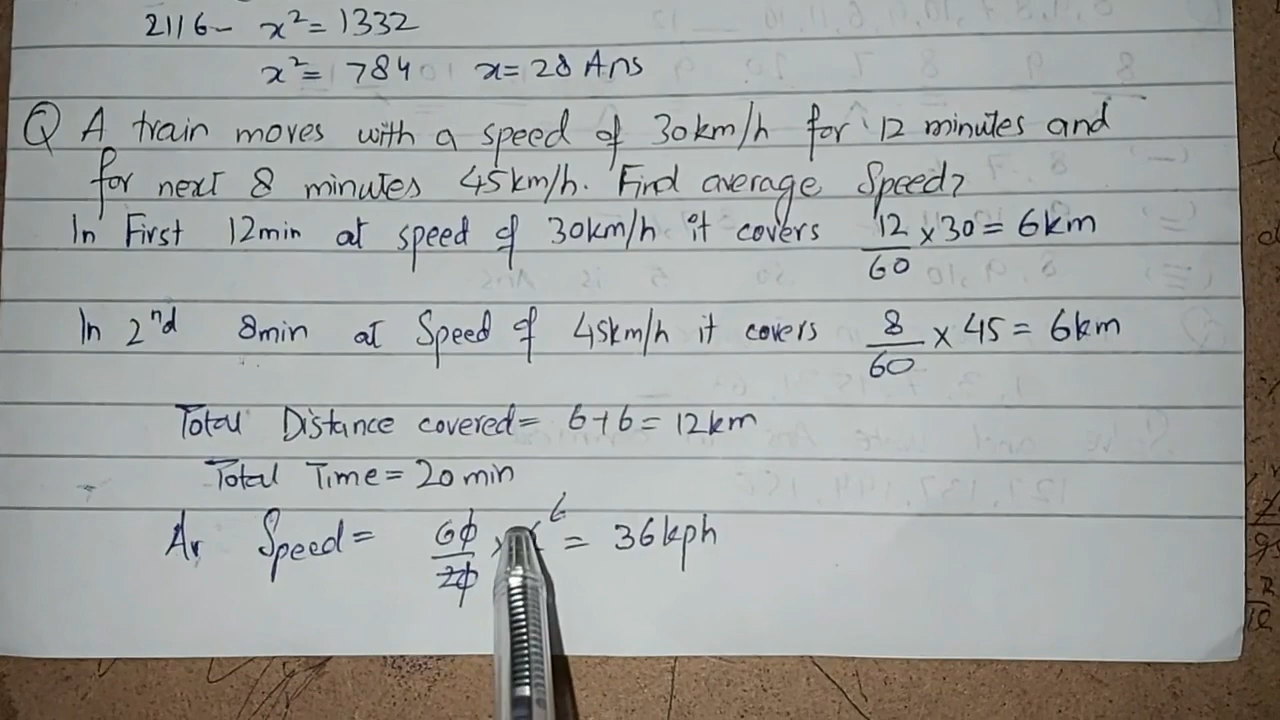 2116- x² = 1332
x² = 784 x = 28 Ans
Q A train moves with a speed of 30km/h for 12 minutes and
for next 8 minutes 45km/h. Find average Speed?
In First 12min at speed of 30km/h it covers 12/60 x 30 = 6km
In 2nd 8min at Speed of 45km/h it covers 8/60 x 45 = 6km
Total Distance covered = 6+6 = 12km
Total Time = 20min
Av Speed = 60/20 x 6 = 36kph